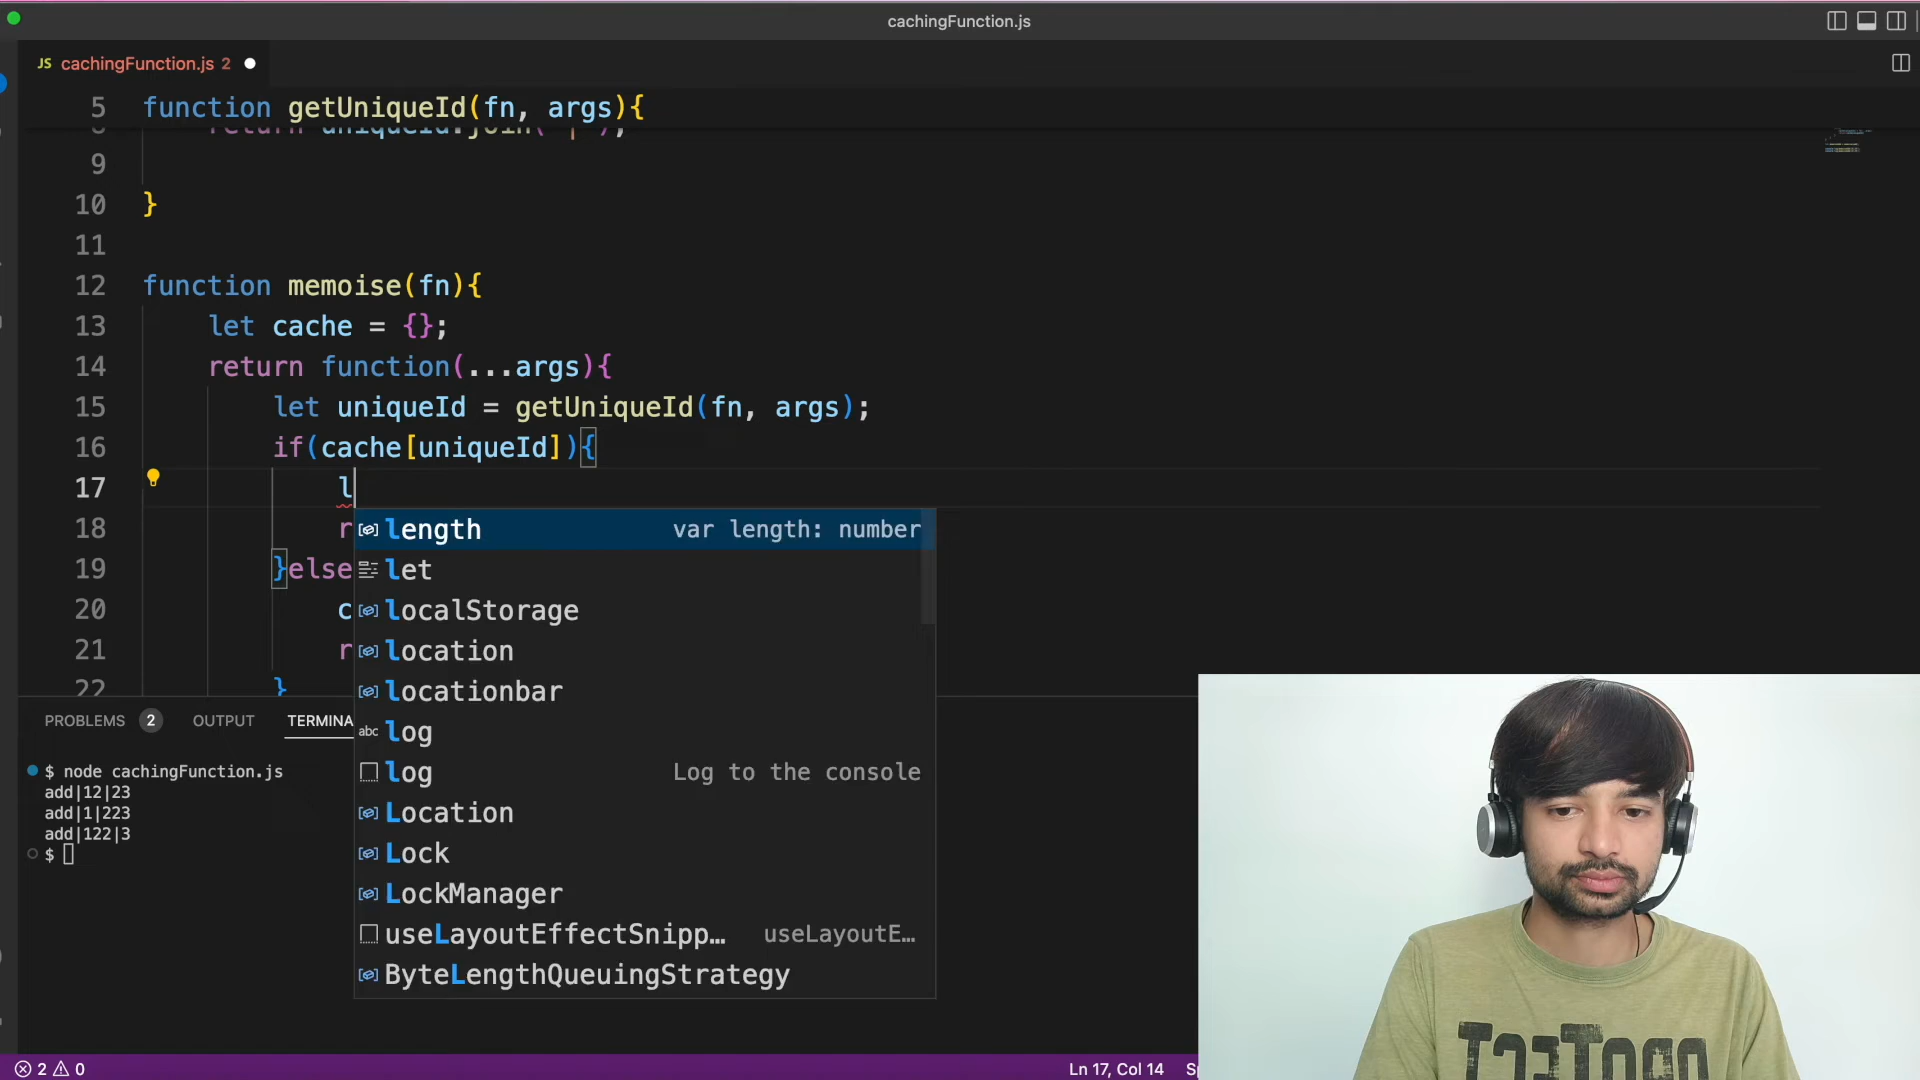 cachingFunction.js
JS cachingFunction.js 2
5 function getUniqueId(fn, args){
return uniqueId.join('|');
9
10 }
11
12 function memoise(fn){
13 let cache = {};
14 return function(...args){
15 let uniqueId = getUniqueId(fn, args);
16 if(cache[uniqueId]){
17 l
18 r
19 }else
20 c
21 r
22 }
length var length: number
let
localStorage
location
locationbar
abc log
log Log to the console
Location
Lock
LockManager
useLayoutEffectSnipp… useLayoutE…
ByteLengthQueuingStrategy
PROBLEMS 2 OUTPUT TERMINA
$ node cachingFunction.js
add|12|23
add|1|223
add|122|3
$
2 0
Ln 17, Col 14 Sp